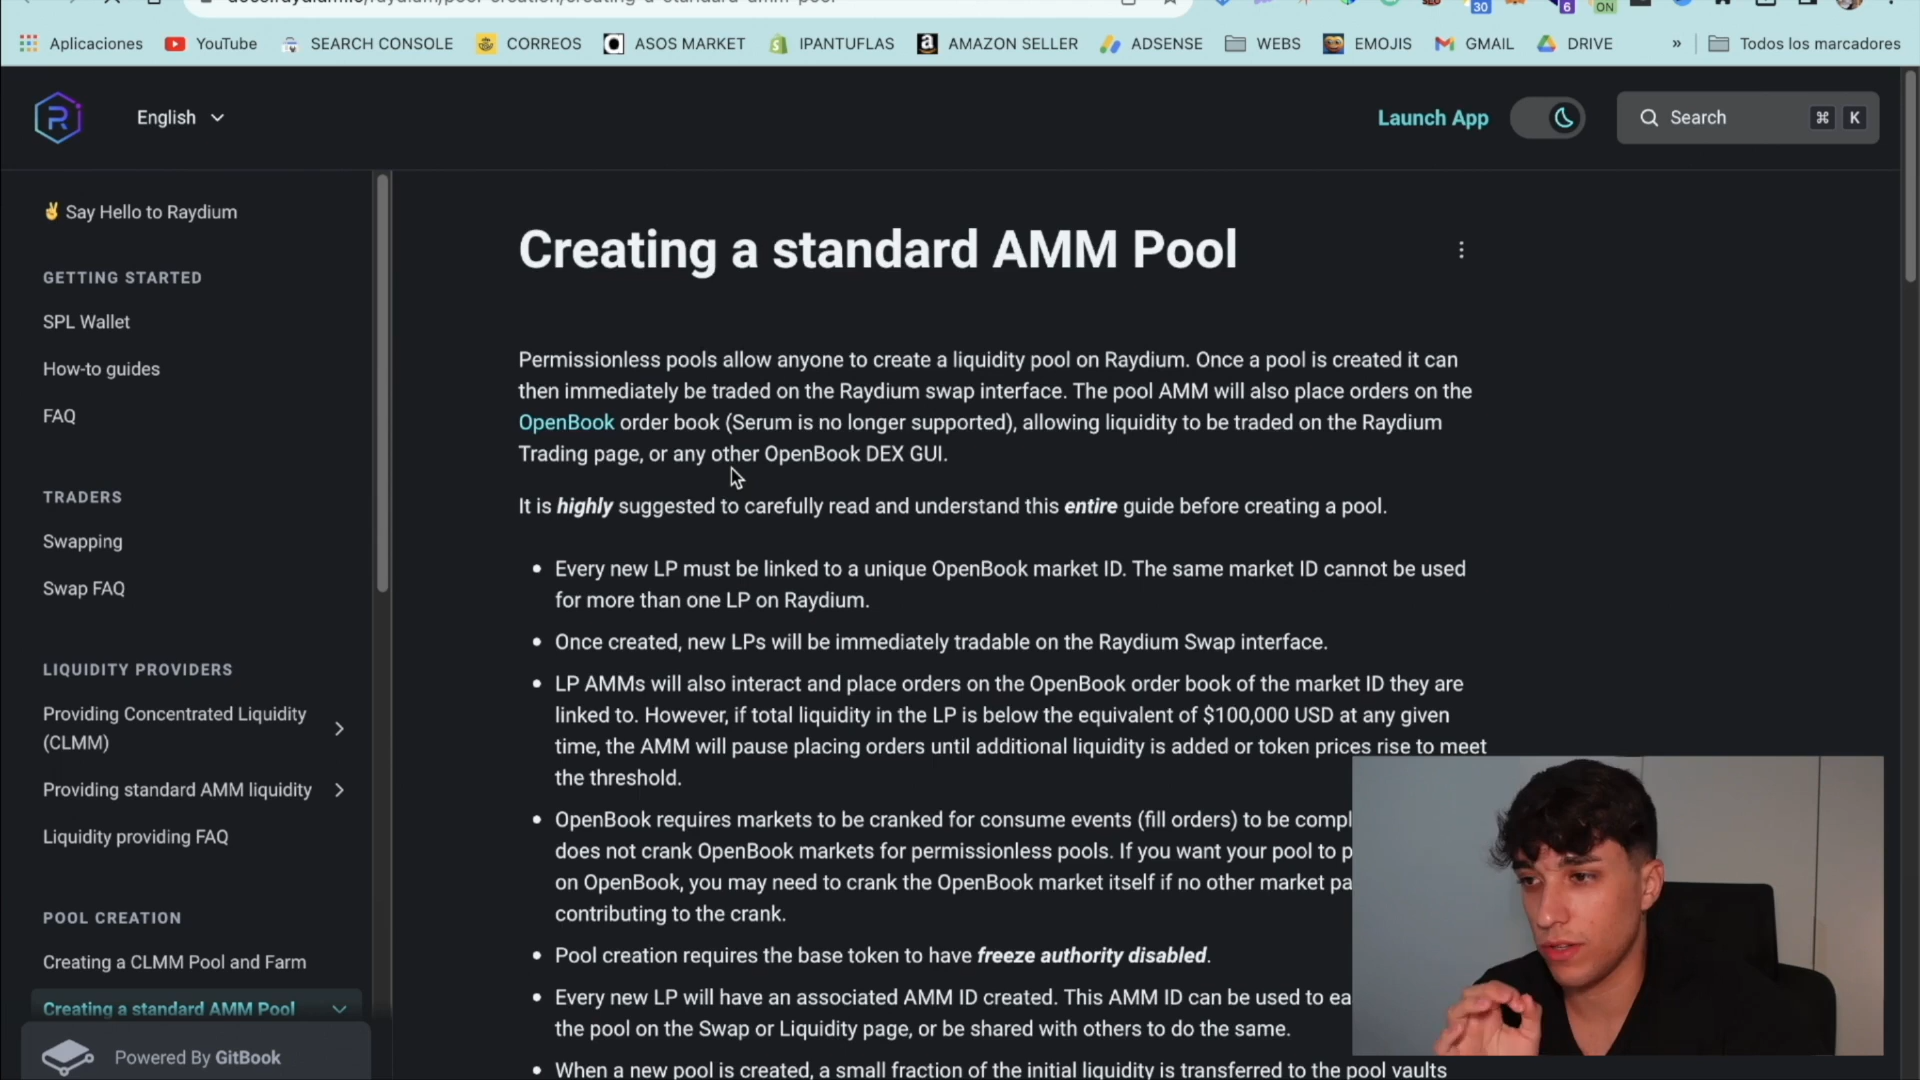 Aplicaciones YouTube SEARCH CONSOLE CORREOS ASOS MARKET IPANTUFLAS AMAZON SELLER ADSENSE WEBS EMOJIS GMAIL DRIVE » Todos los marcadores
English
Launch App
Search ⌘ K
✌ Say Hello to Raydium
GETTING STARTED
SPL Wallet
How-to guides
FAQ
TRADERS
Swapping
Swap FAQ
LIQUIDITY PROVIDERS
Providing Concentrated Liquidity
(CLMM)
Providing standard AMM liquidity
Liquidity providing FAQ
POOL CREATION
Creating a CLMM Pool and Farm
Creating a standard AMM Pool
Powered By GitBook
Creating a standard AMM Pool
Permissionless pools allow anyone to create a liquidity pool on Raydium. Once a pool is created it can
then immediately be traded on the Raydium swap interface. The pool AMM will also place orders on the
OpenBook order book (Serum is no longer supported), allowing liquidity to be traded on the Raydium
Trading page, or any other OpenBook DEX GUI.
It is highly suggested to carefully read and understand this entire guide before creating a pool.
• Every new LP must be linked to a unique OpenBook market ID. The same market ID cannot be used
for more than one LP on Raydium.
• Once created, new LPs will be immediately tradable on the Raydium Swap interface.
• LP AMMs will also interact and place orders on the OpenBook order book of the market ID they are
linked to. However, if total liquidity in the LP is below the equivalent of $100,000 USD at any given
time, the AMM will pause placing orders until additional liquidity is added or token prices rise to meet
the threshold.
• OpenBook requires markets to be cranked for consume events (fill orders) to be compl
does not crank OpenBook markets for permissionless pools. If you want your pool to p
on OpenBook, you may need to crank the OpenBook market itself if no other market pa
contributing to the crank.
• Pool creation requires the base token to have freeze authority disabled.
• Every new LP will have an associated AMM ID created. This AMM ID can be used to ea
the pool on the Swap or Liquidity page, or be shared with others to do the same.
• When a new pool is created, a small fraction of the initial liquidity is transferred to the pool vaults